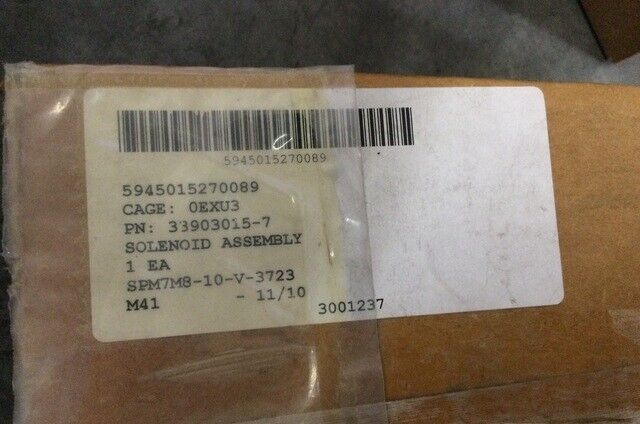 5945015270089
5945015270089
CAGE: 0EXU3
PN: 33903015-7
SOLENOID ASSEMBLY
1 EA
SPM7M8-10-V-3723
M41 - 11/10
3001237